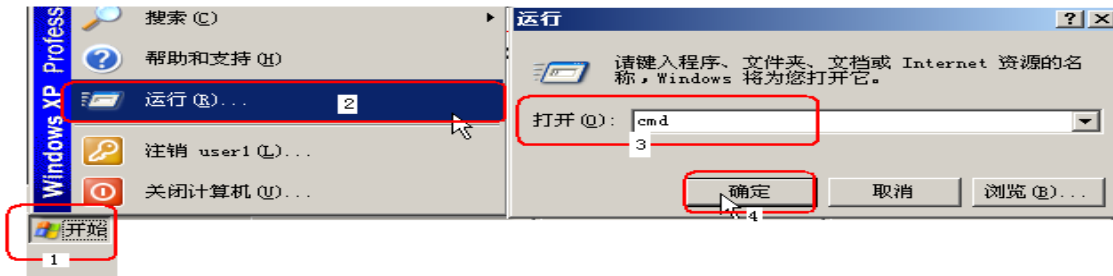 Windows XP Profess
搜索(C)
帮助和支持(H)
运行(R)...
2
注销 user1(L)...
关闭计算机(U)...
开始
1
运行
请键入程序、文件夹、文档或 Internet 资源的名
称,Windows 将为您打开它。
打开(O): cmd
3
确定 取消 浏览(B)...
4